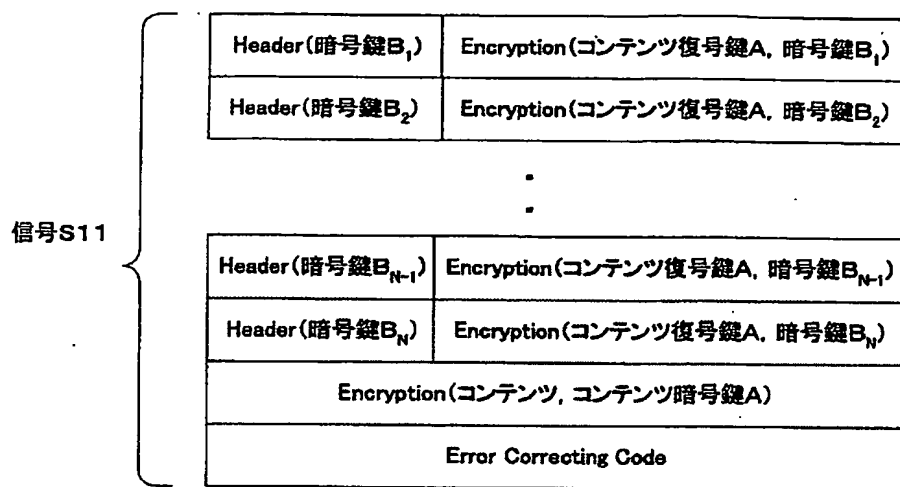 Header(暗号鍵B₁) Encryption(コンテンツ復号鍵A, 暗号鍵B₁)
Header(暗号鍵B₂) Encryption(コンテンツ復号鍵A, 暗号鍵B₂)
信号S11
Header(暗号鍵B_{N-1}) Encryption(コンテンツ復号鍵A, 暗号鍵B_{N-1})
Header(暗号鍵B_N) Encryption(コンテンツ復号鍵A, 暗号鍵B_N)
Encryption(コンテンツ, コンテンツ暗号鍵A)
Error Correcting Code